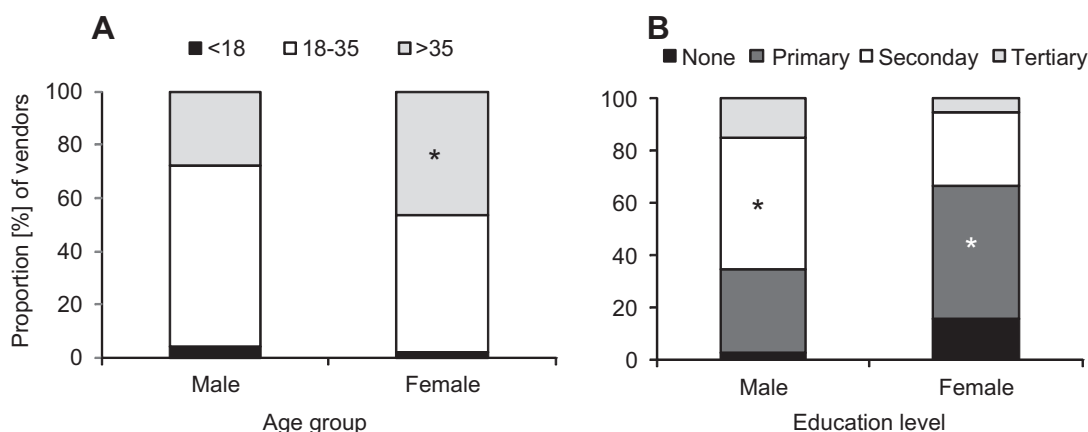 A
<18 18-35 >35
Proportion [%] of vendors
100
80
60
40
20
0
*
Male Female
Age group
B
None Primary Seconday Tertiary
100
80
60
40
20
0
*
*
Male Female
Education level